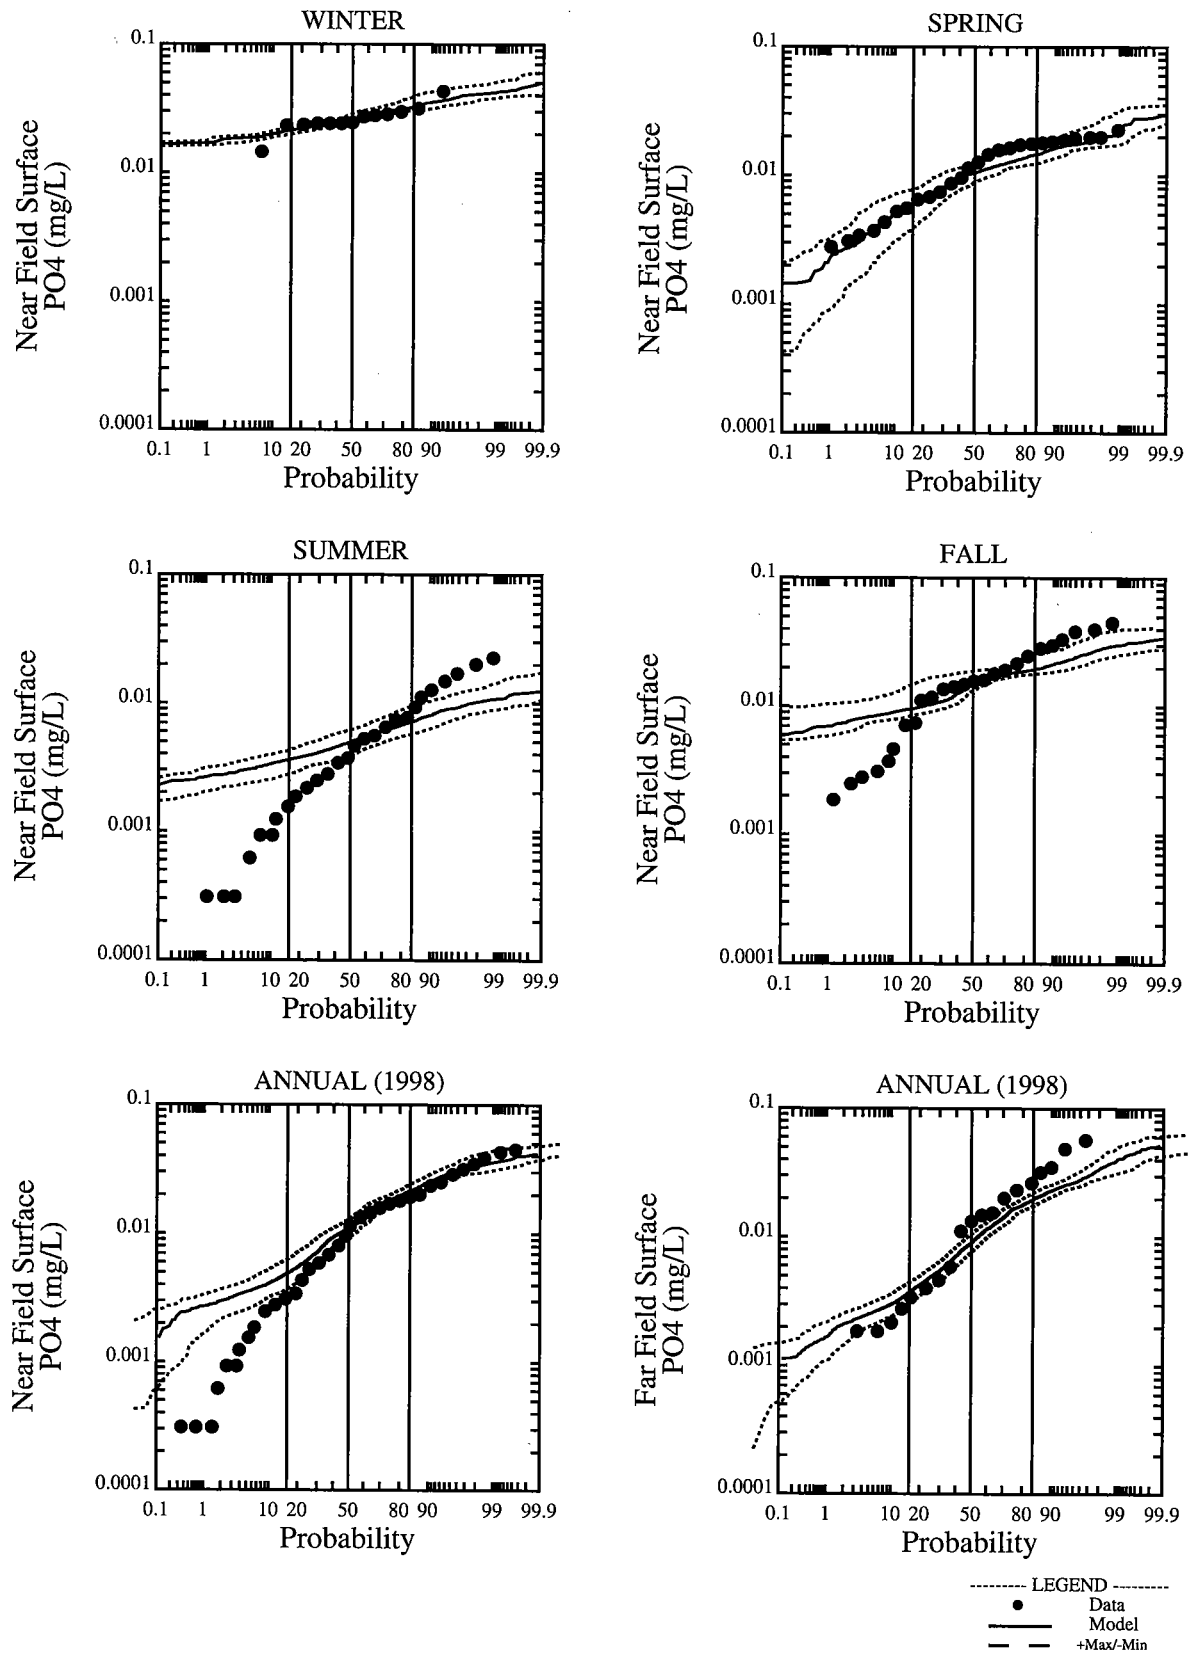 WINTER
0.1
0.01
0.001
0.0001
Near Field Surface
PO4 (mg/L)
0.1 1 10 20 50 80 90 99 99.9
Probability
SPRING
0.1
0.01
0.001
0.0001
Near Field Surface
PO4 (mg/L)
0.1 1 10 20 50 80 90 99 99.9
Probability
SUMMER
0.1
0.01
0.001
0.0001
Near Field Surface
PO4 (mg/L)
0.1 1 10 20 50 80 90 99 99.9
Probability
FALL
0.1
0.01
0.001
0.0001
Near Field Surface
PO4 (mg/L)
0.1 1 10 20 50 80 90 99 99.9
Probability
ANNUAL (1998)
0.1
0.01
0.001
0.0001
Near Field Surface
PO4 (mg/L)
0.1 1 10 20 50 80 90 99 99.9
Probability
ANNUAL (1998)
0.1
0.01
0.001
0.0001
Far Field Surface
PO4 (mg/L)
0.1 1 10 20 50 80 90 99 99.9
Probability
LEGEND
Data
Model
+Max/-Min